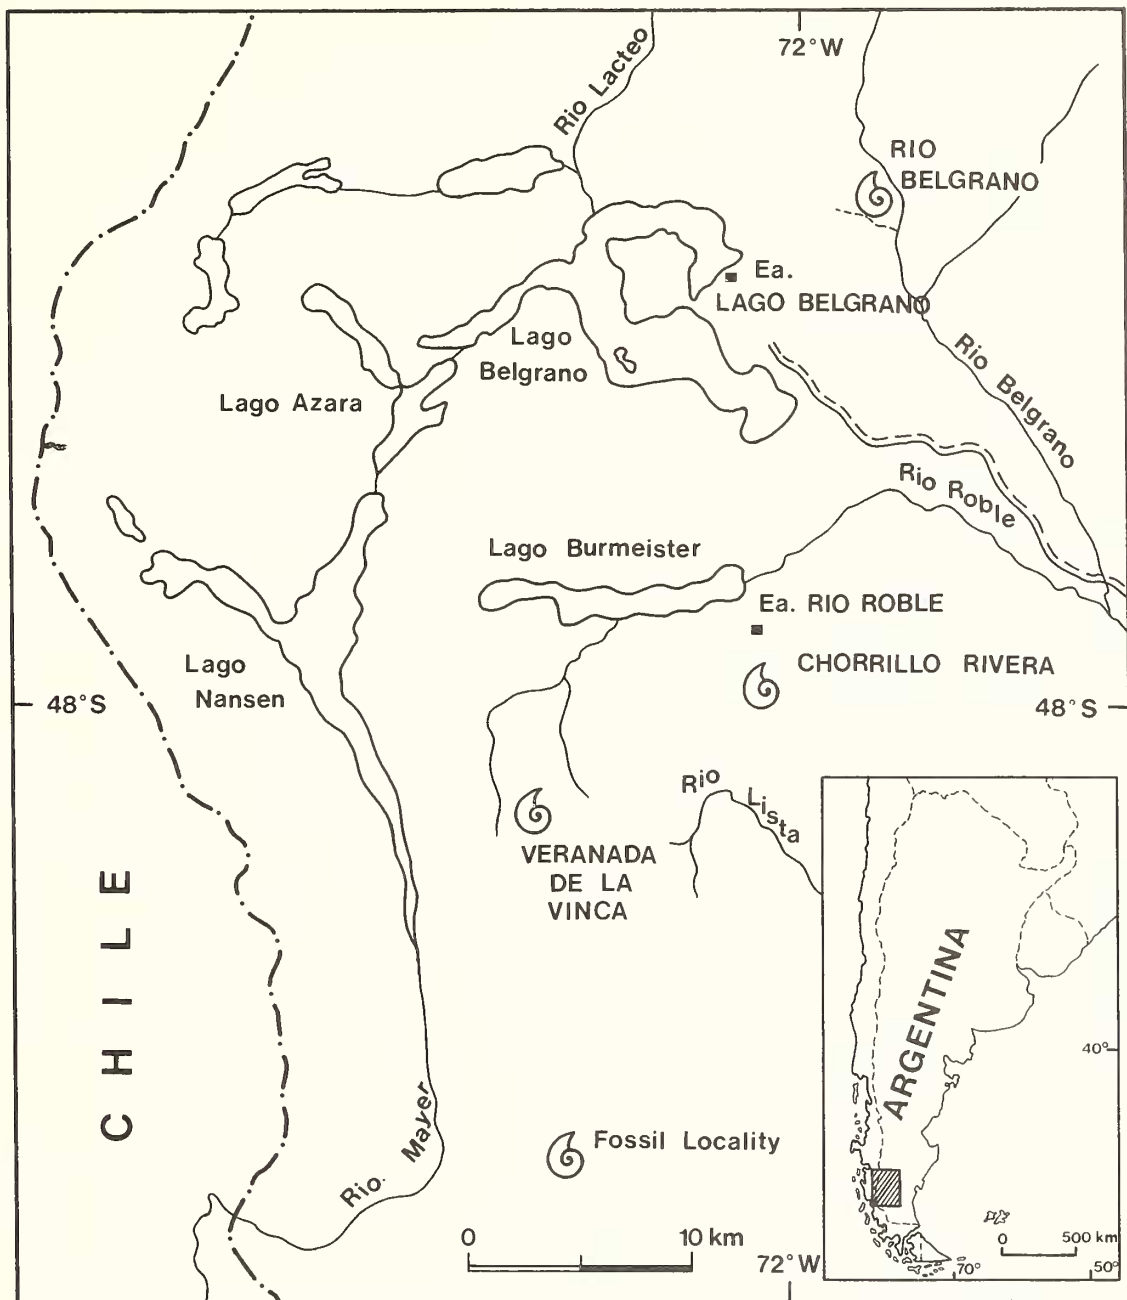 72°W
Rio Lacteo
RIO
BELGRANO
Ea.
LAGO BELGRANO
Lago
Belgrano
Rio Belgrano
Lago Azara
Rio Roble
Lago Burmeister
Ea. RIO ROBLE
CHORRILLO RIVERA
Lago
Nansen
48°S
48°S
Rio Lista
VERANADA
DE LA
VINCA
CHILE
ARGENTINA
40°
Rio Mayer
Fossil Locality
0 10 km
72°W
0 500 km
70°
50°